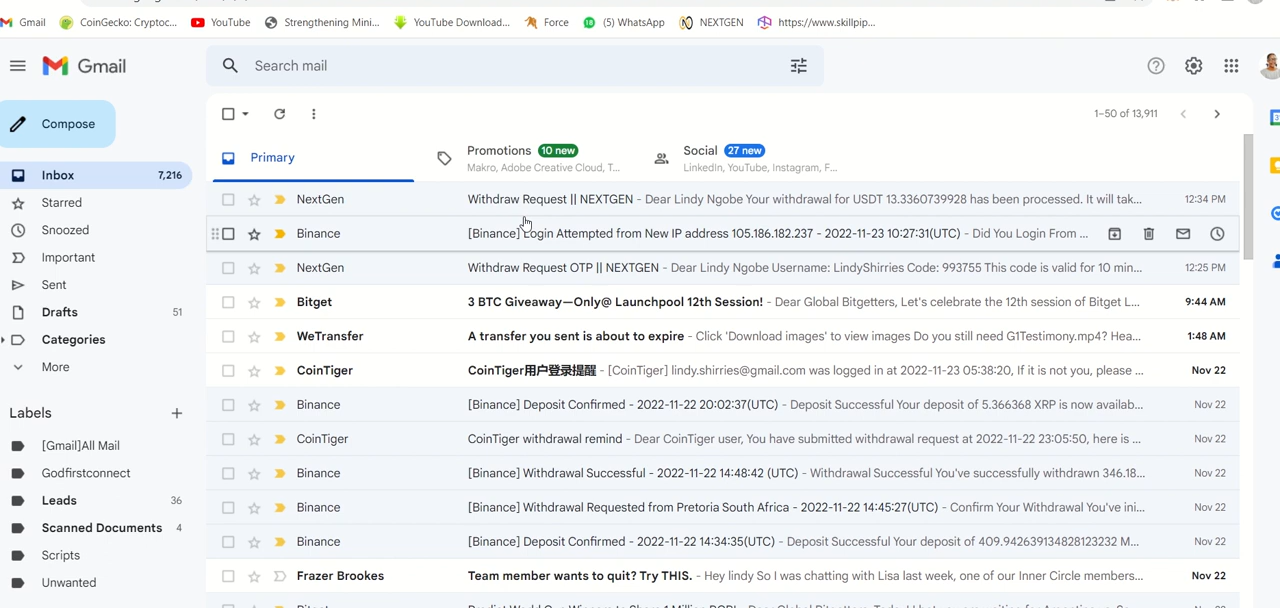 Gmail CoinGecko: Cryptoc... YouTube Strengthening Mini... YouTube Download... Force (5) WhatsApp NEXTGEN https://www.skillpip...
Gmail Search mail
Compose
1–50 of 13,911
Primary
Promotions 10 new
Makro, Adobe Creative Cloud, T...
Social 27 new
LinkedIn, YouTube, Instagram, F...
Inbox 7,216
Starred
Snoozed
Important
Sent
Drafts 51
Categories
More
Labels
[Gmail]All Mail
Godfirstconnect
Leads 36
Scanned Documents 4
Scripts
Unwanted
NextGen Withdraw Request || NEXTGEN - Dear Lindy Ngobe Your withdrawal for USDT 13.3360739928 has been processed. It will tak... 12:34 PM
Binance [Binance] Login Attempted from New IP address 105.186.182.237 - 2022-11-23 10:27:31(UTC) - Did You Login From ...
NextGen Withdraw Request OTP || NEXTGEN - Dear Lindy Ngobe Username: LindyShirries Code: 993755 This code is valid for 10 min... 12:25 PM
Bitget 3 BTC Giveaway—Only@ Launchpool 12th Session! - Dear Global Bitgetters, Let's celebrate the 12th session of Bitget L... 9:44 AM
WeTransfer A transfer you sent is about to expire - Click 'Download images' to view images Do you still need G1Testimony.mp4? Hea... 1:48 AM
CoinTiger CoinTiger用户登录提醒 - [CoinTiger] lindy.shirries@gmail.com was logged in at 2022-11-23 05:38:20, If it is not you, please ... Nov 22
Binance [Binance] Deposit Confirmed - 2022-11-22 20:02:37(UTC) - Deposit Successful Your deposit of 5.366368 XRP is now availab... Nov 22
CoinTiger CoinTiger withdrawal remind - Dear CoinTiger user, You have submitted withdrawal request at 2022-11-22 23:05:50, here is ... Nov 22
Binance [Binance] Withdrawal Successful - 2022-11-22 14:48:42 (UTC) - Withdrawal Successful You've successfully withdrawn 346.18... Nov 22
Binance [Binance] Withdrawal Requested from Pretoria South Africa - 2022-11-22 14:45:27(UTC) - Confirm Your Withdrawal You've ini... Nov 22
Binance [Binance] Deposit Confirmed - 2022-11-22 14:34:35(UTC) - Deposit Successful Your deposit of 409.942639134828123232 M... Nov 22
Frazer Brookes Team member wants to quit? Try THIS. - Hey lindy So I was chatting with Lisa last week, one of our Inner Circle members... Nov 22